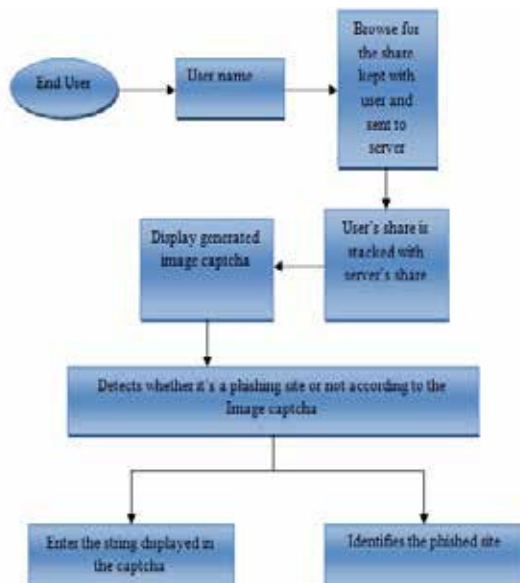 End User
User name
Browse for
the share
kept with
user and
sent to
server
User's share is
stacked with
server's share
Display generated
image captcha
Detects whether it's a phishing site or not according to the
Image captcha
Enter the string displayed in
the captcha
Identifies the phished site